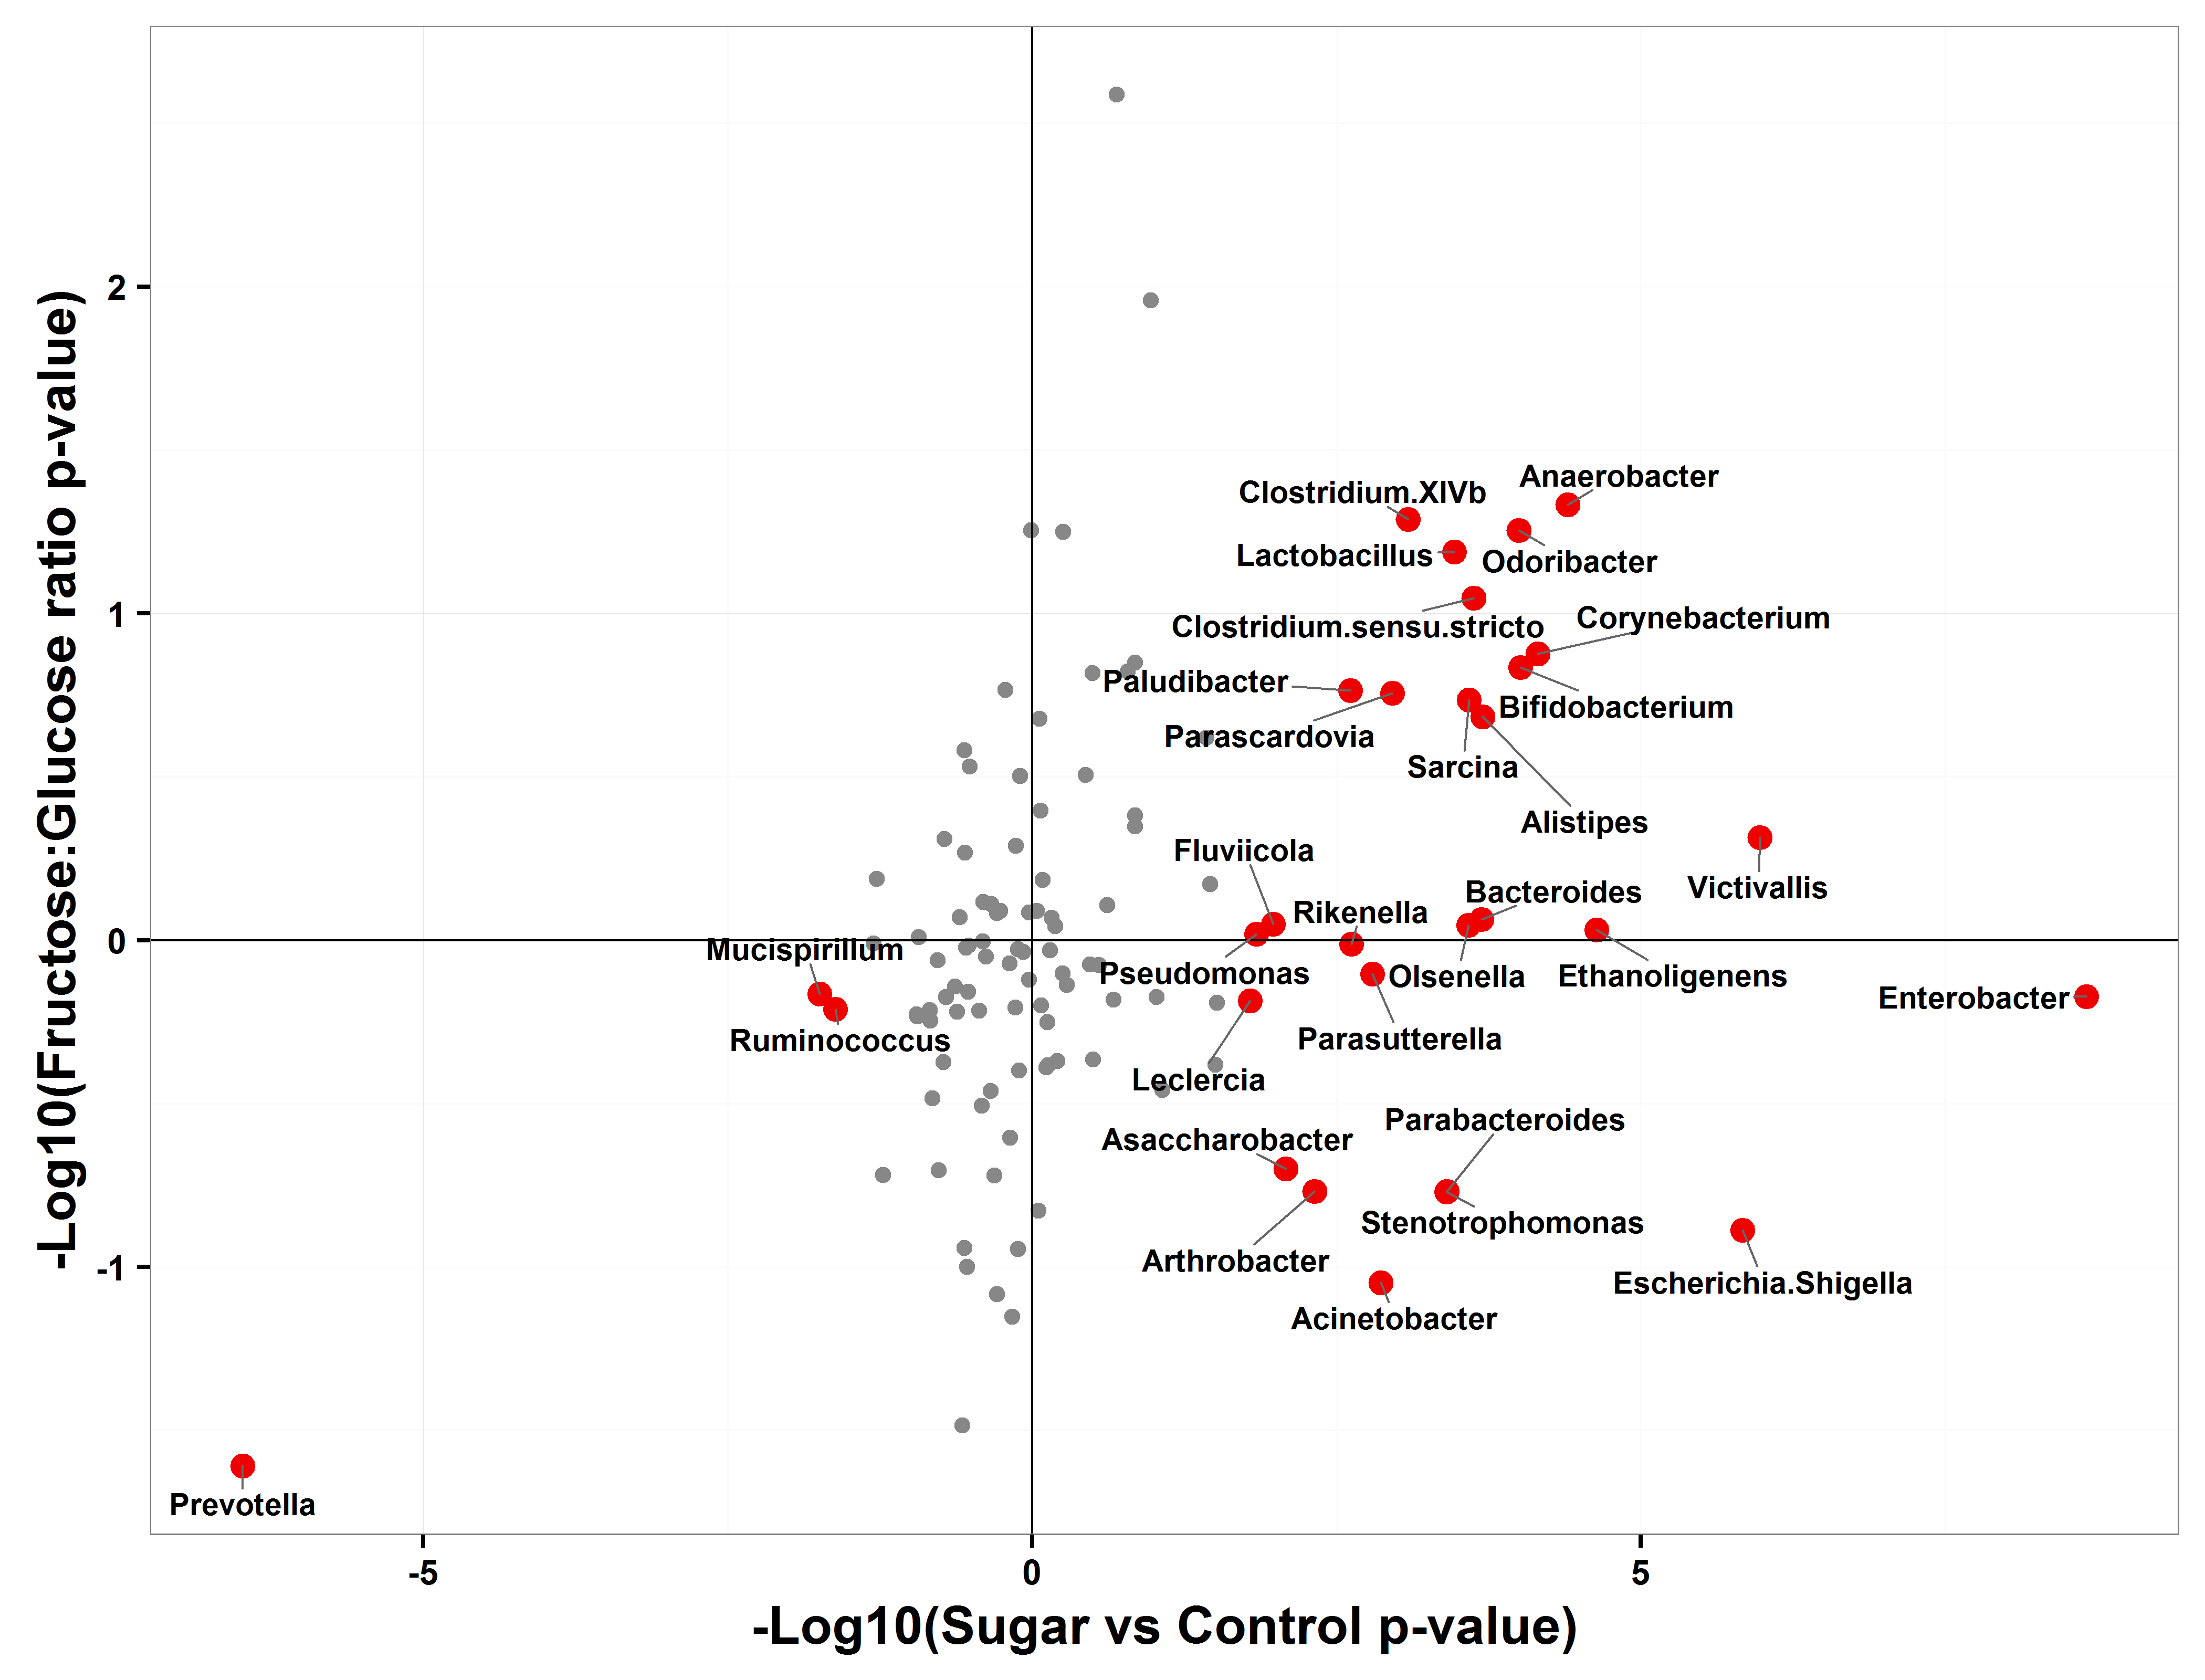 -Log10(Fructose:Glucose ratio p-value)
2
1
0
-1
Anaerobacter
Clostridium.XIVb
Lactobacillus
Odoribacter
Corynebacterium
Clostridium.sensu.stricto
Paludibacter
Bifidobacterium
Parascardovia
Sarcina
Alistipes
Fluviicola
Victivallis
Bacteroides
Rikenella
Mucispirillum
Pseudomonas
Olsenella
Ethanoligenens
Enterobacter
Ruminococcus
Parasutterella
Leclercia
Parabacteroides
Asaccharobacter
Stenotrophomonas
Arthrobacter
Escherichia.Shigella
Acinetobacter
Prevotella
-5
0
5
-Log10(Sugar vs Control p-value)